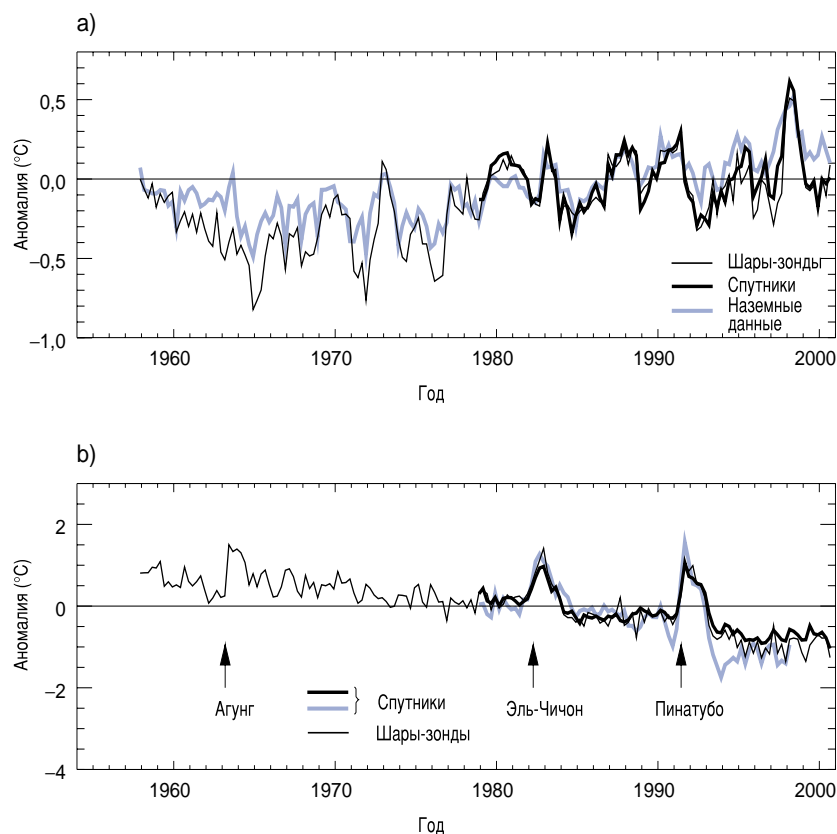 a)
0,5
0,0
−0,5
−1,0
Аномалия (°C)
Шары-зонды
Спутники
Наземные
данные
1960 1970 1980 1990 2000
Год
b)
2
0
−2
−4
Аномалия (°C)
Агунг
Эль-Чичон
Пинатубо
Спутники
Шары-зонды
1960 1970 1980 1990 2000
Год